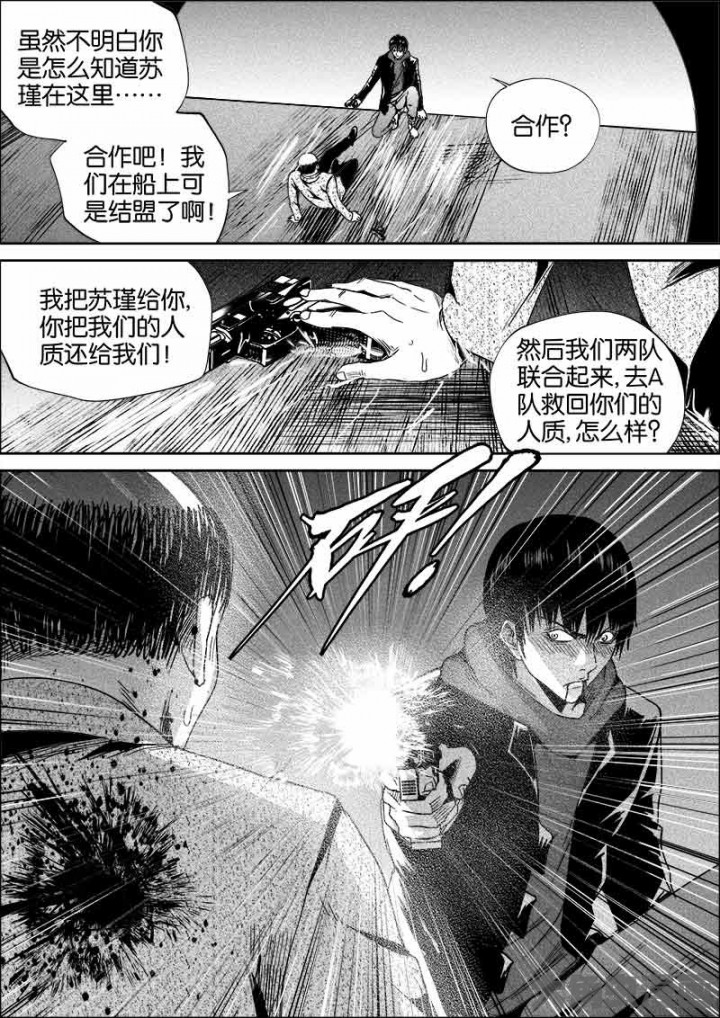 虽然不明白你
是怎么知道苏
瑾在这里……
合作吧！我
们在船上可
是结盟了啊！
合作？
我把苏瑾给你，
你把我们的人
质还给我们！
然后我们两队
联合起来，去A
队救回你们的
人质，怎么样？
砰！